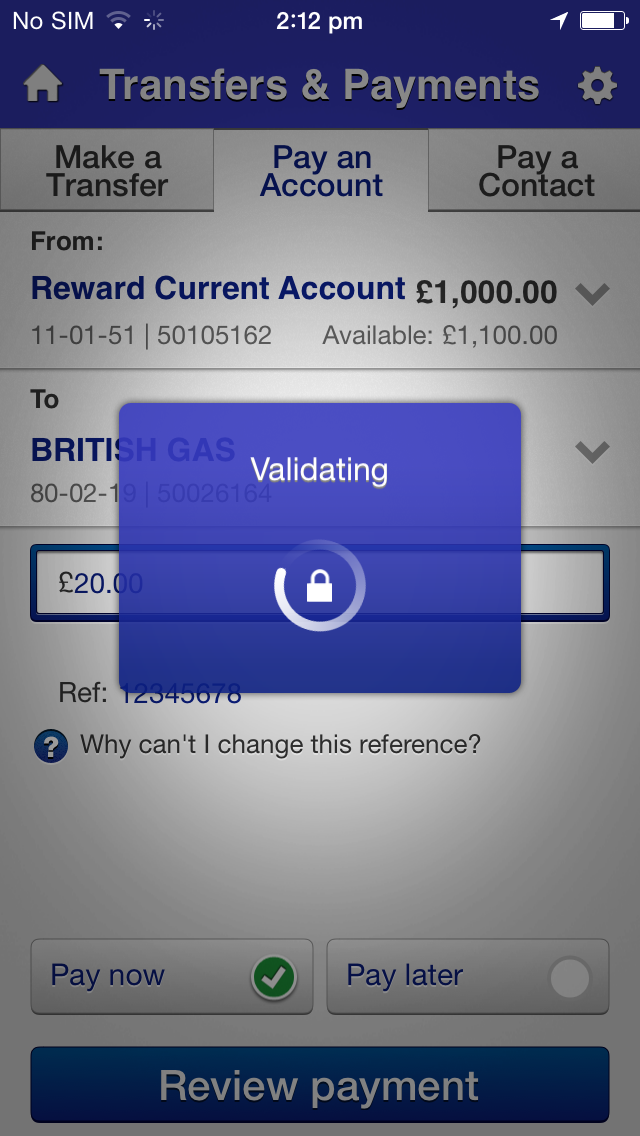 No SIM 2:12 pm
Transfers & Payments
Make a Transfer
Pay an Account
Pay a Contact
From:
Reward Current Account £1,000.00
11-01-51 | 50105162 Available: £1,100.00
To
BRITISH GAS
80-02-19 | 50026164
Validating
£20.00
Ref: 12345678
? Why can't I change this reference?
Pay now Pay later
Review payment